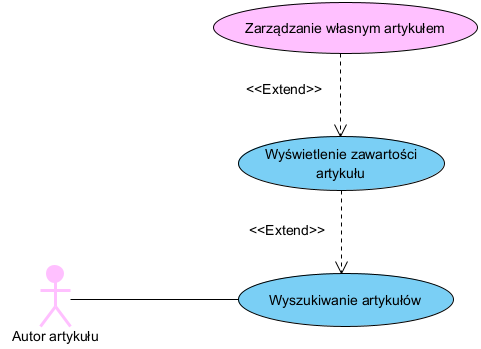 Zarządzanie własnym artykułem
<<Extend>>
Wyświetlenie zawartości
artykułu
<<Extend>>
Wyszukiwanie artykułów
Autor artykułu